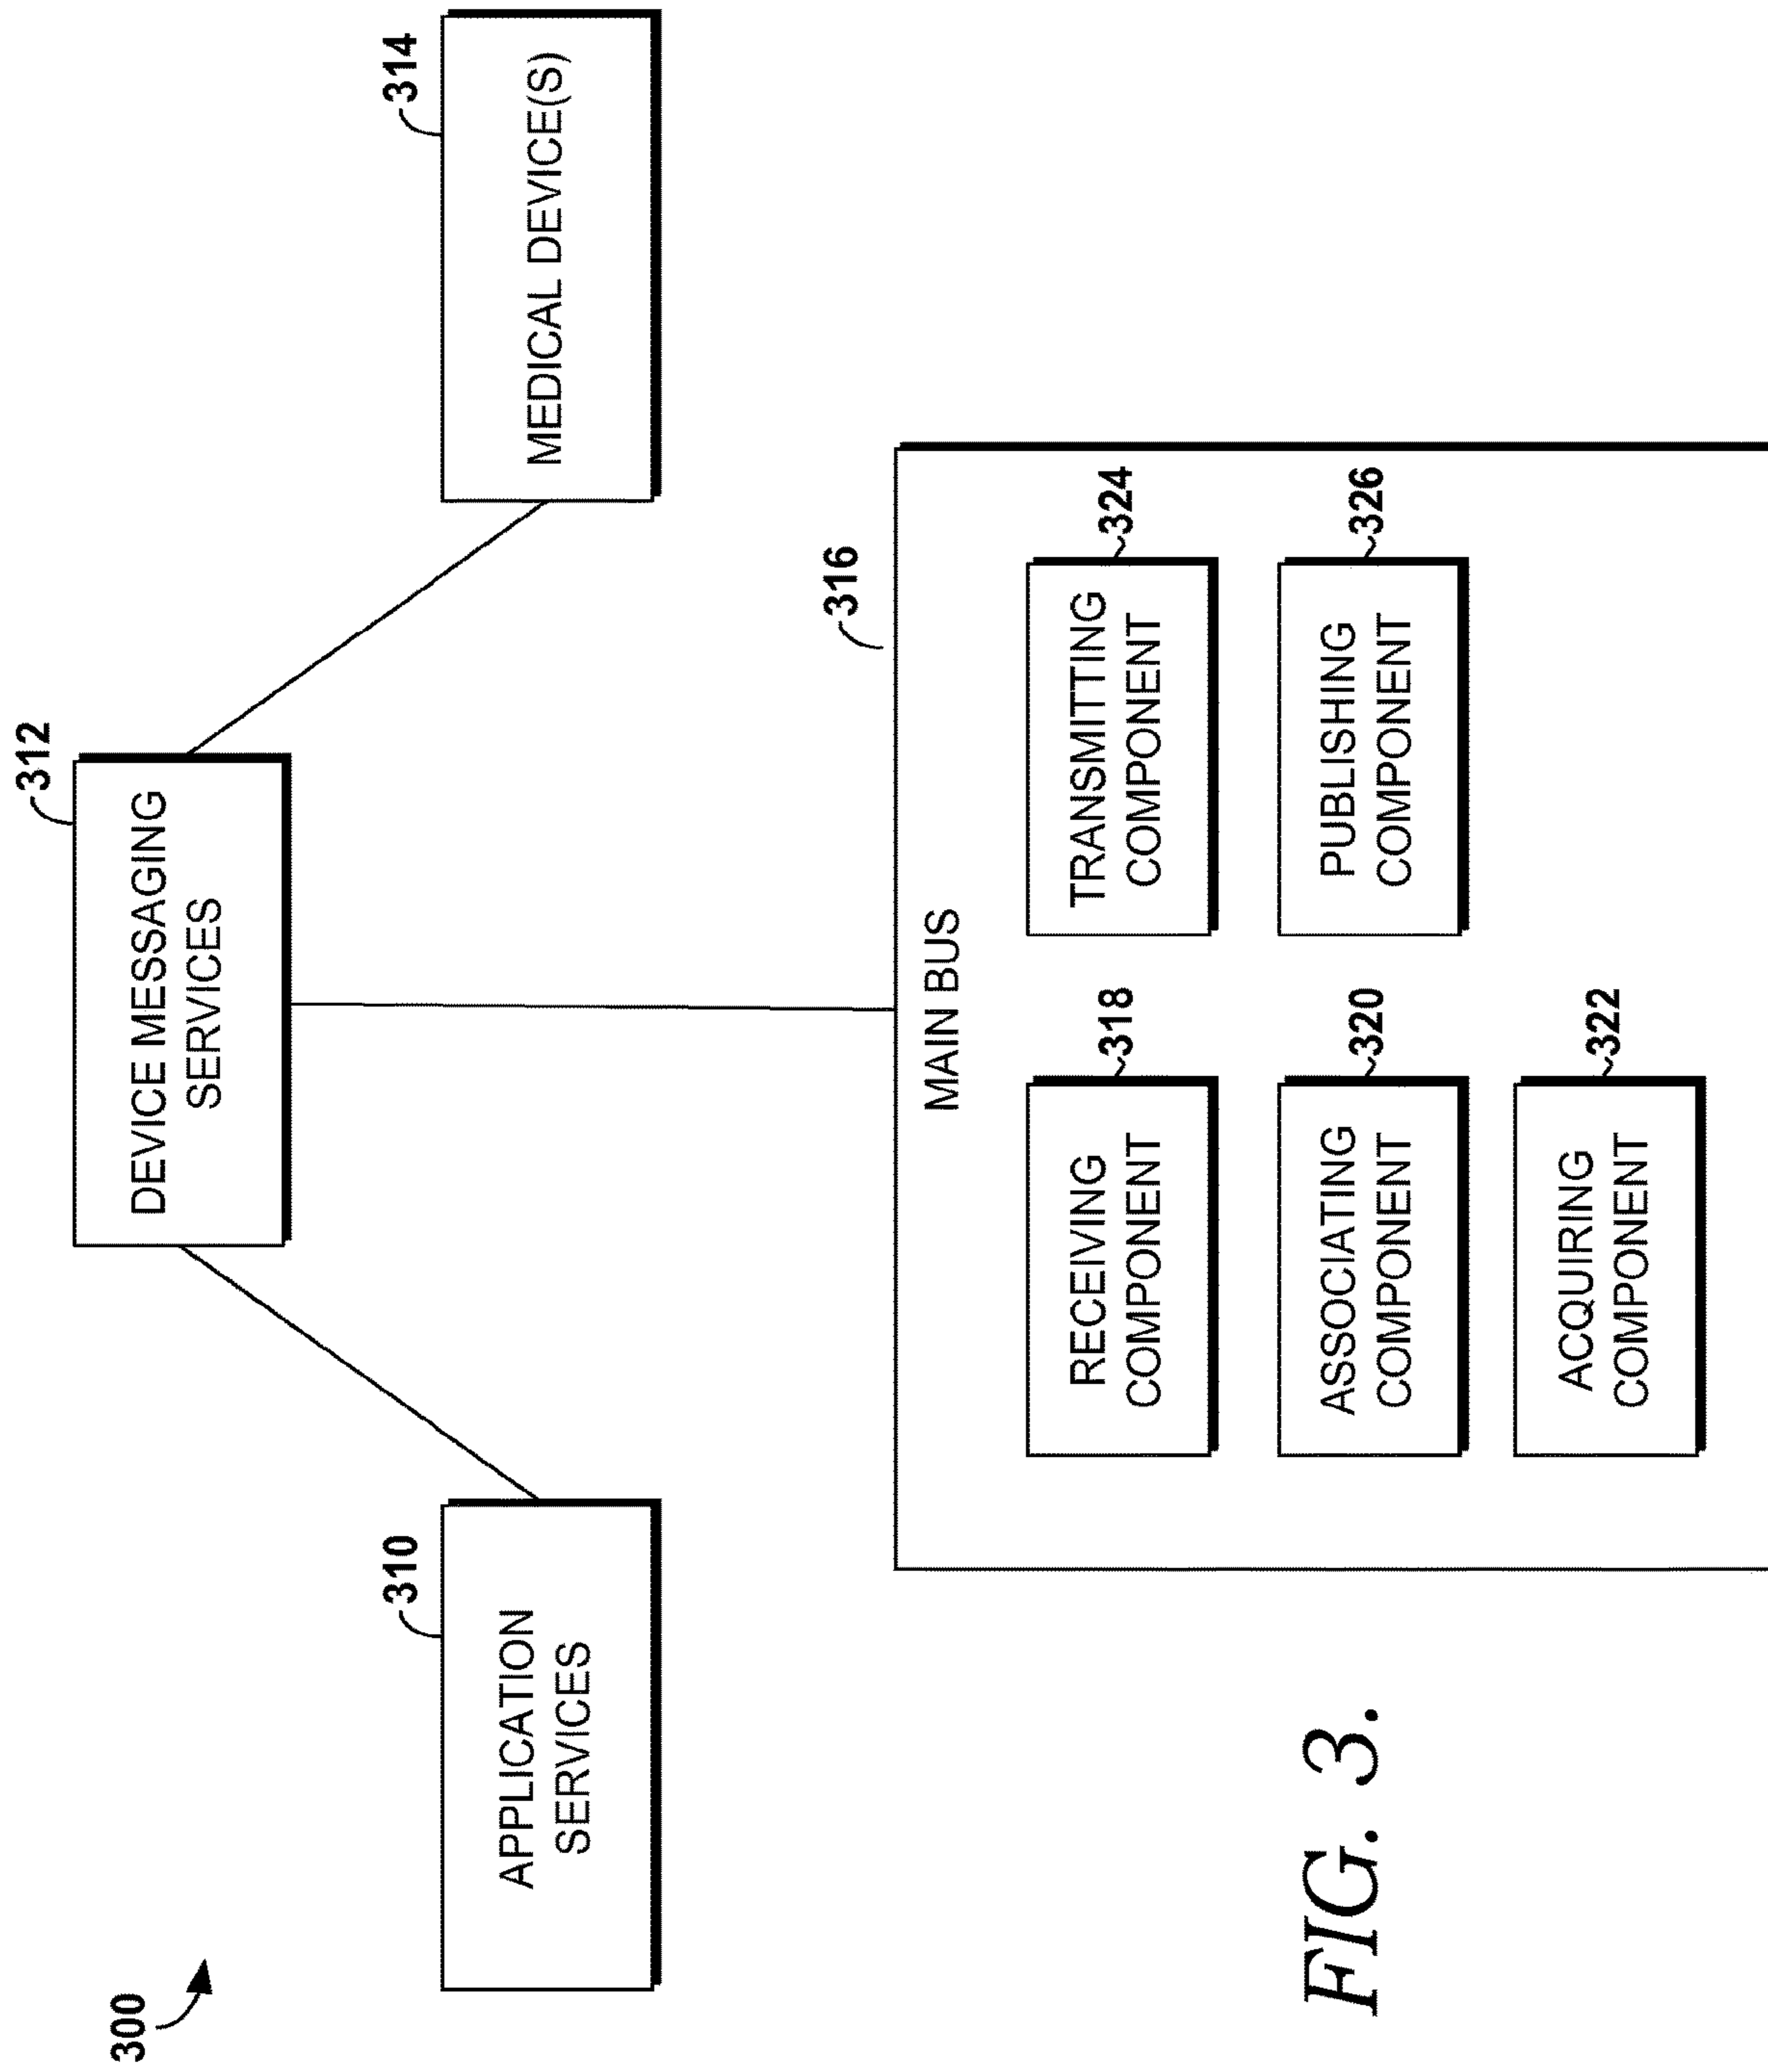 300
312
DEVICE MESSAGING
SERVICES
310
APPLICATION
SERVICES
314
MEDICAL DEVICE(S)
316
MAIN BUS
318
RECEIVING
COMPONENT
324
TRANSMITTING
COMPONENT
320
ASSOCIATING
COMPONENT
326
PUBLISHING
COMPONENT
322
ACQUIRING
COMPONENT
FIG. 3.